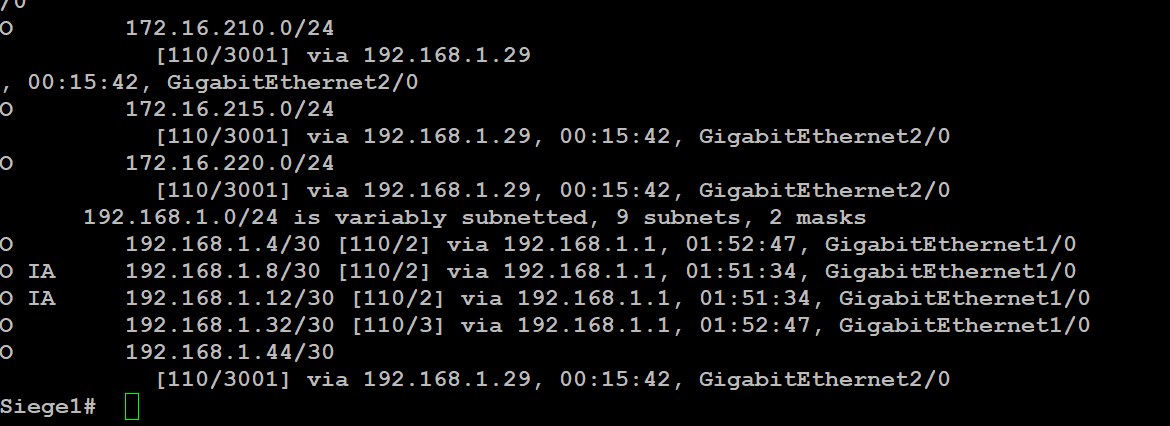 /0
O        172.16.210.0/24
           [110/3001] via 192.168.1.29
, 00:15:42, GigabitEthernet2/0
O        172.16.215.0/24
           [110/3001] via 192.168.1.29, 00:15:42, GigabitEthernet2/0
O        172.16.220.0/24
           [110/3001] via 192.168.1.29, 00:15:42, GigabitEthernet2/0
      192.168.1.0/24 is variably subnetted, 9 subnets, 2 masks
O        192.168.1.4/30 [110/2] via 192.168.1.1, 01:52:47, GigabitEthernet1/0
O IA     192.168.1.8/30 [110/2] via 192.168.1.1, 01:51:34, GigabitEthernet1/0
O IA     192.168.1.12/30 [110/2] via 192.168.1.1, 01:51:34, GigabitEthernet1/0
O        192.168.1.32/30 [110/3] via 192.168.1.1, 01:52:47, GigabitEthernet1/0
O        192.168.1.44/30
           [110/3001] via 192.168.1.29, 00:15:42, GigabitEthernet2/0
Siege1#